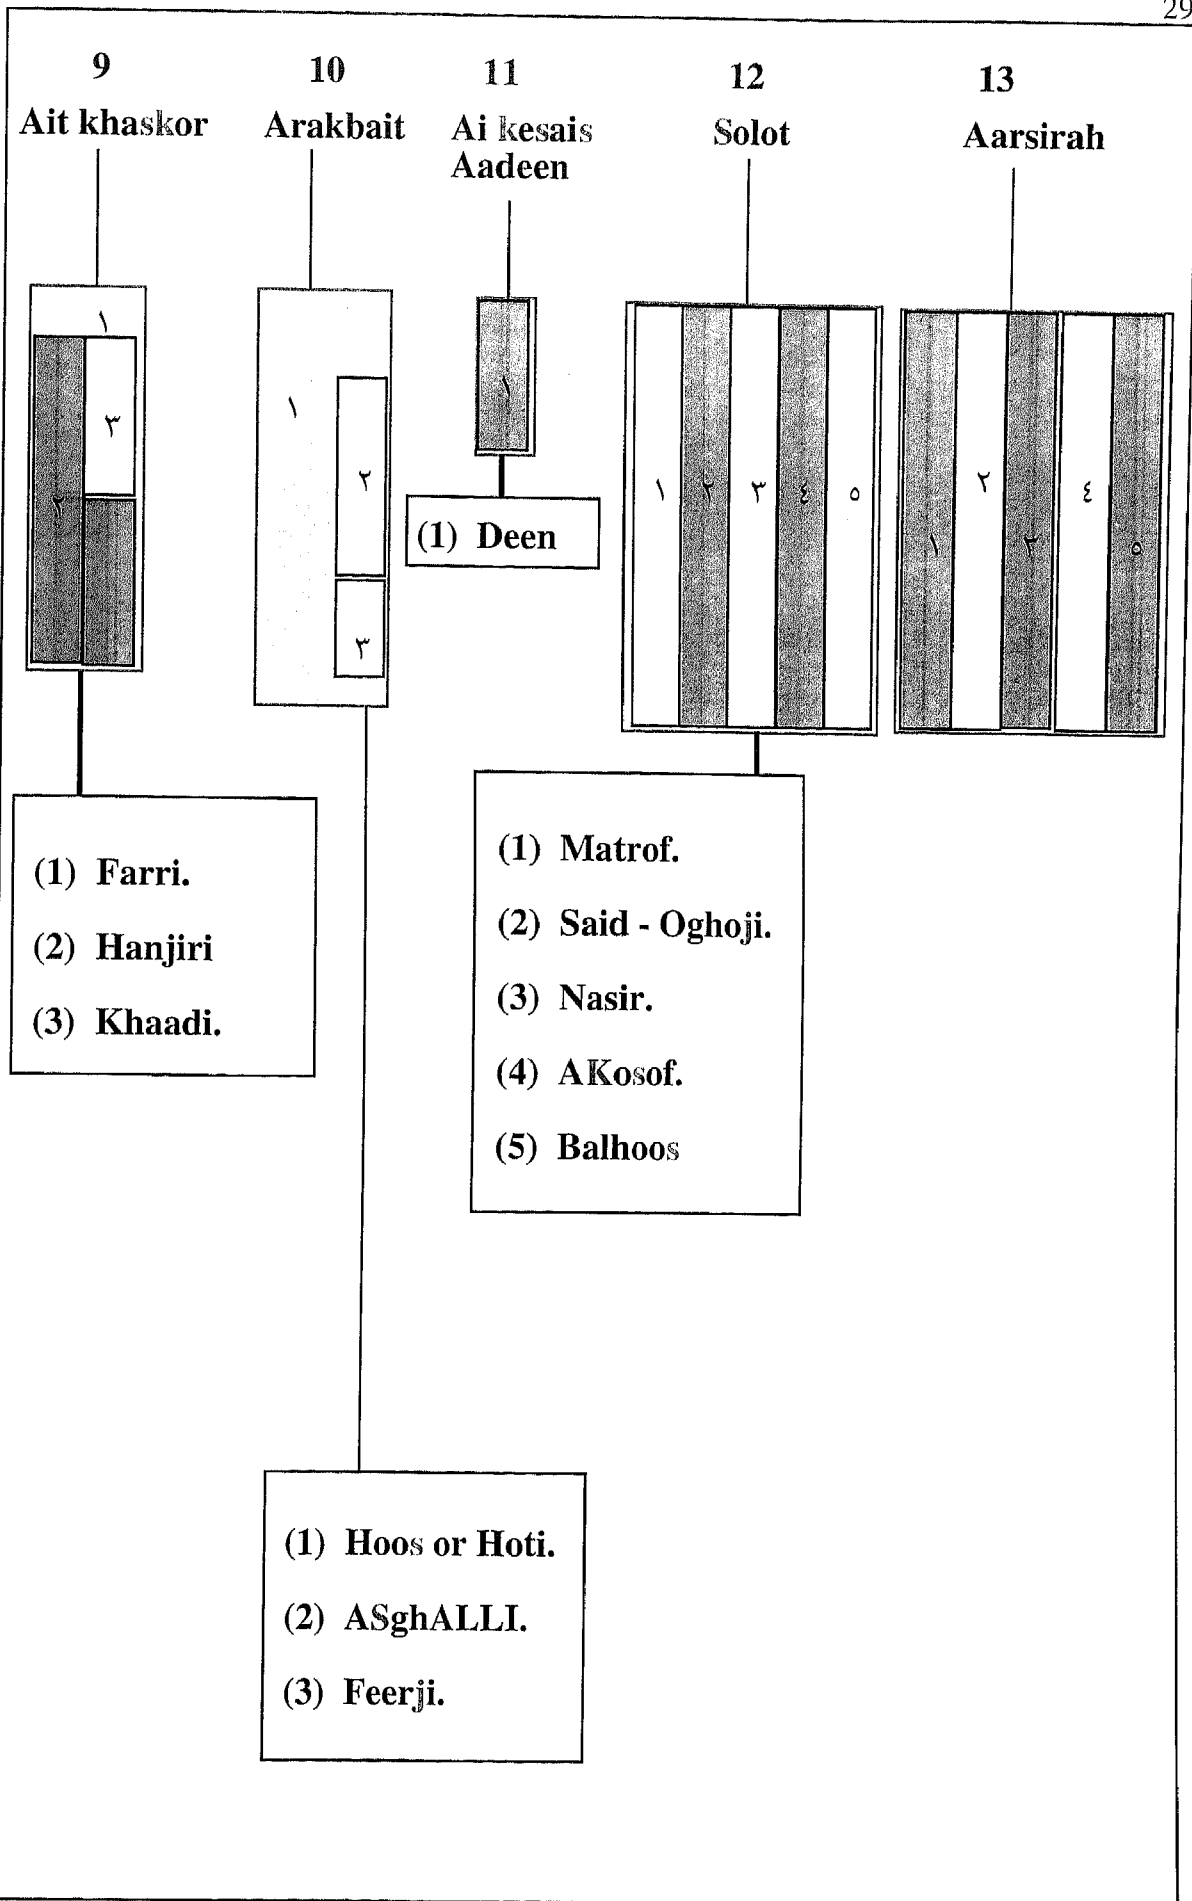 29
9
Ait khaskor
10
Arakbait
11
Ai kesais
Aadeen
12
Solot
13
Aarsirah
١
٢
٣
١
٢
٣
١
١ ٢ ٣ ٤ ٥
١ ٢ ٣ ٤ ٥
(1) Deen
(1) Farri.
(2) Hanjiri
(3) Khaadi.
(1) Matrof.
(2) Said - Oghoji.
(3) Nasir.
(4) AKosof.
(5) Balhoos
(1) Hoos or Hoti.
(2) ASghALLI.
(3) Feerji.